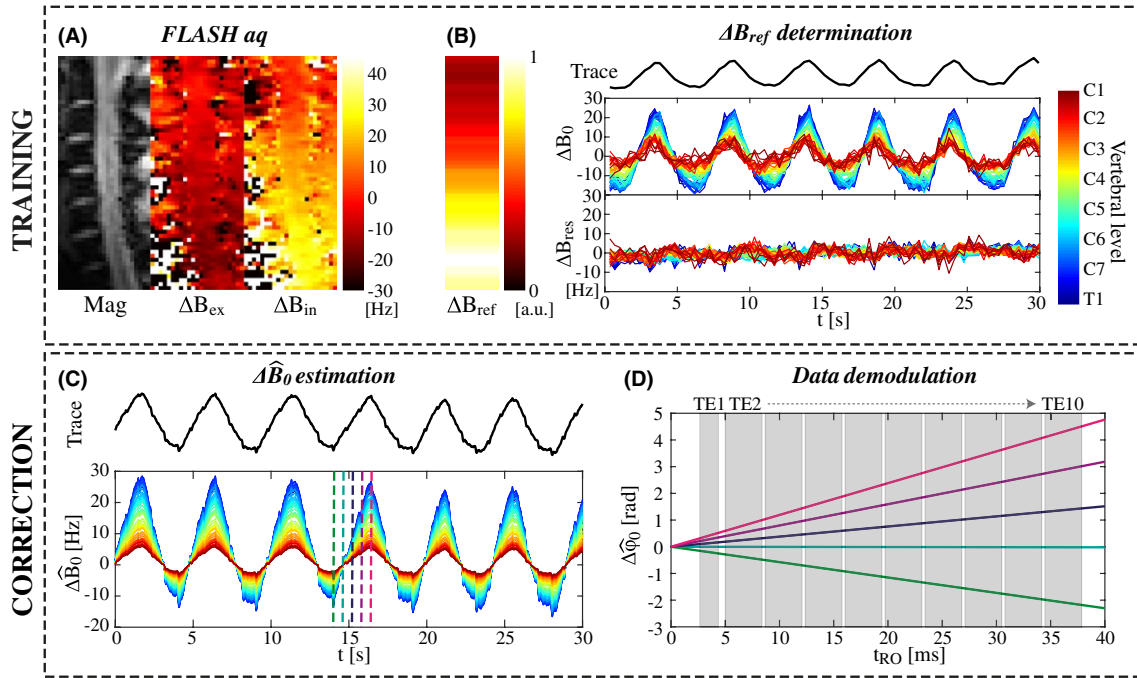 TRAINING
(A) FLASH aq
40
30
20
10
0
-10
-20
-30
[Hz]
Mag ΔBex ΔBin
(B) ΔBref determination
1
0
ΔBref [a.u.]
Trace
30
20
10
0
-10
30
ΔB0
20
10
0
-10
[Hz]
ΔBres
0 5 10 15 20 25 30
t [s]
C1
C2
C3
C4
C5
C6
C7
T1
Vertebral level
CORRECTION
(C) ΔB̂0 estimation
Trace
30
20
10
0
-10
-20
ΔB̂0 [Hz]
0 5 10 15 20 21 30
t [s]
(D) Data demodulation
TE1 TE2 TE10
5
4
3
2
1
0
-1
-2
-3
Δφ̂0 [rad]
0 5 10 15 20 25 30 35 40
tRO [ms]